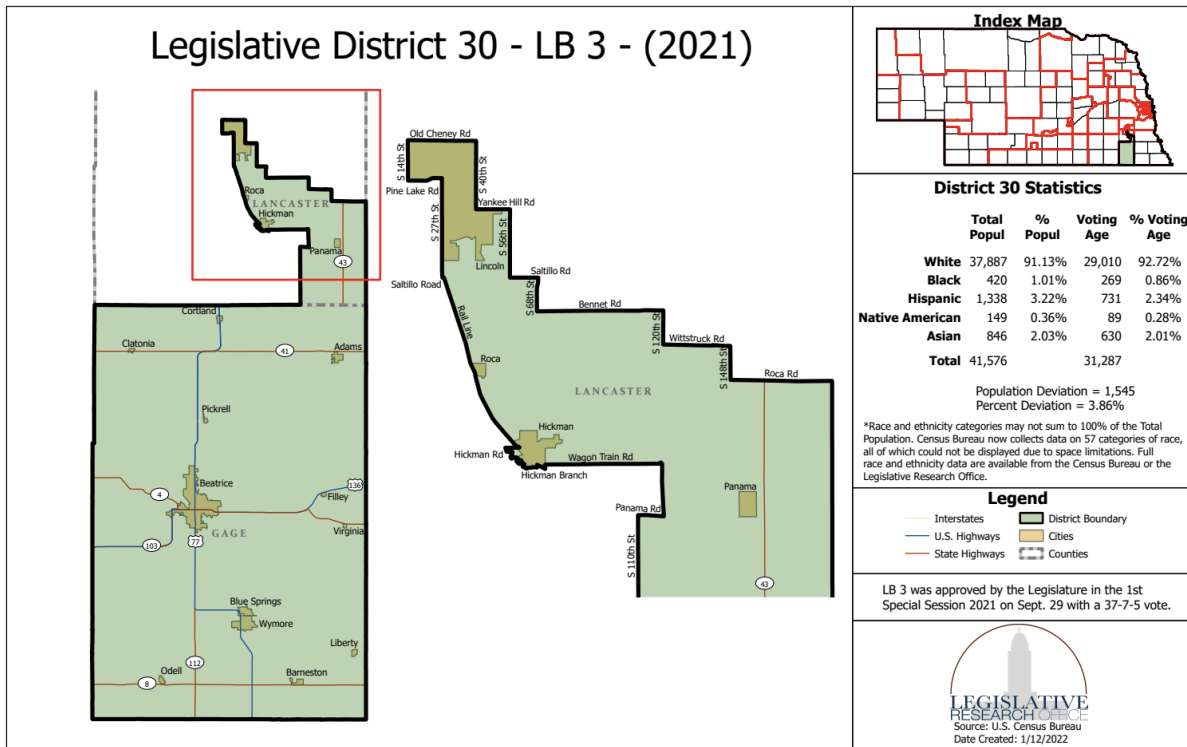 Legislative District 30 - LB 3 - (2021)
Roca
LANCASTER
Hickman
Panama
43
Cortland
Clatonia
41
Adams
Pickrell
Beatrice
4
136
Filley
GAGE
Virginia
103
77
Blue Springs
Wymore
Liberty
112
Odell
Barneston
8
Old Cheney Rd
S 14th St
S 40th St
Pine Lake Rd
Yankee Hill Rd
S 27th St
S 56th St
Lincoln
Saltillo Rd
Saltillo Road
S 68th St
Bennet Rd
Rail Line
S 120th St
Wittstruck Rd
Roca
S 148th St
Roca Rd
LANCASTER
Hickman
Hickman Rd
Wagon Train Rd
Hickman Branch
Panama
Panama Rd
S 110th St
43
Index Map
District 30 Statistics
Total Popul % Popul Voting Age % Voting Age
White 37,887 91.13% 29,010 92.72%
Black 420 1.01% 269 0.86%
Hispanic 1,338 3.22% 731 2.34%
Native American 149 0.36% 89 0.28%
Asian 846 2.03% 630 2.01%
Total 41,576 31,287
Population Deviation = 1,545
Percent Deviation = 3.86%
*Race and ethnicity categories may not sum to 100% of the Total
Population. Census Bureau now collects data on 57 categories of race,
all of which could not be displayed due to space limitations. Full
race and ethnicity data are available from the Census Bureau or the
Legislative Research Office.
Legend
Interstates
U.S. Highways
State Highways
District Boundary
Cities
Counties
LB 3 was approved by the Legislature in the 1st
Special Session 2021 on Sept. 29 with a 37-7-5 vote.
LEGISLATIVE
RESEARCH OFFICE
Source: U.S. Census Bureau
Date Created: 1/12/2022